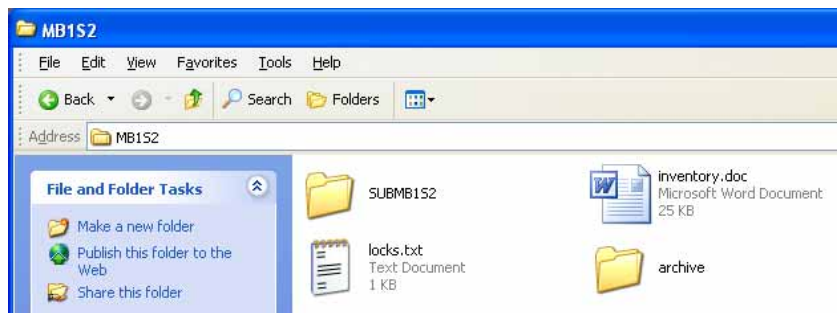 MB1S2
File Edit View Favorites Tools Help
Back Search Folders
Address MB1S2
File and Folder Tasks
Make a new folder
Publish this folder to the
Web
Share this folder
SUBMB1S2
inventory.doc
Microsoft Word Document
25 KB
locks.txt
Text Document
1 KB
archive